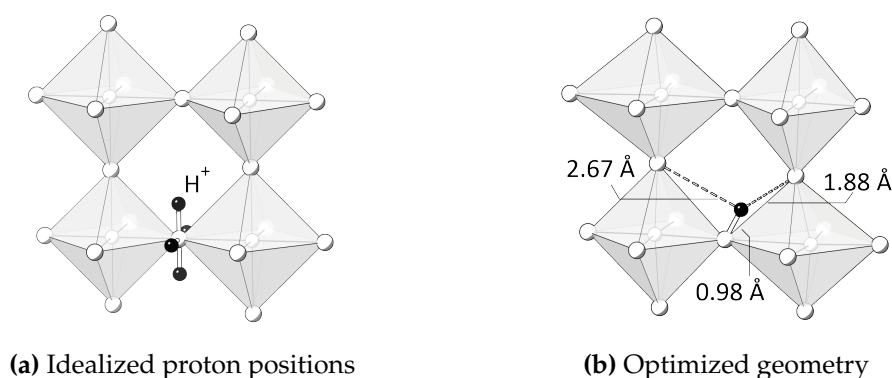 H+
2.67 Å
1.88 Å
0.98 Å
(a) Idealized proton positions
(b) Optimized geometry